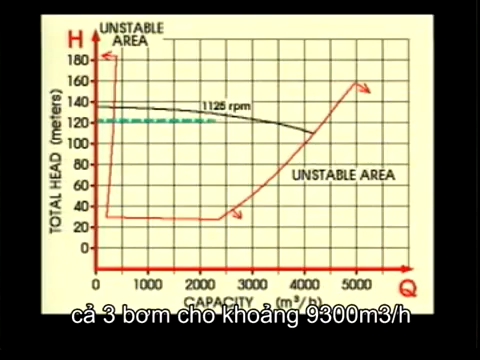 UNSTABLE
AREA
H
180
160
140
120
100
80
60
40
20
0
TOTAL HEAD (meters)
1125 rpm
UNSTABLE AREA
0 1000 2000 3000 4000 5000
Q
CAPACITY (m³/h)
cả 3 bơm cho khoảng 9300m3/h